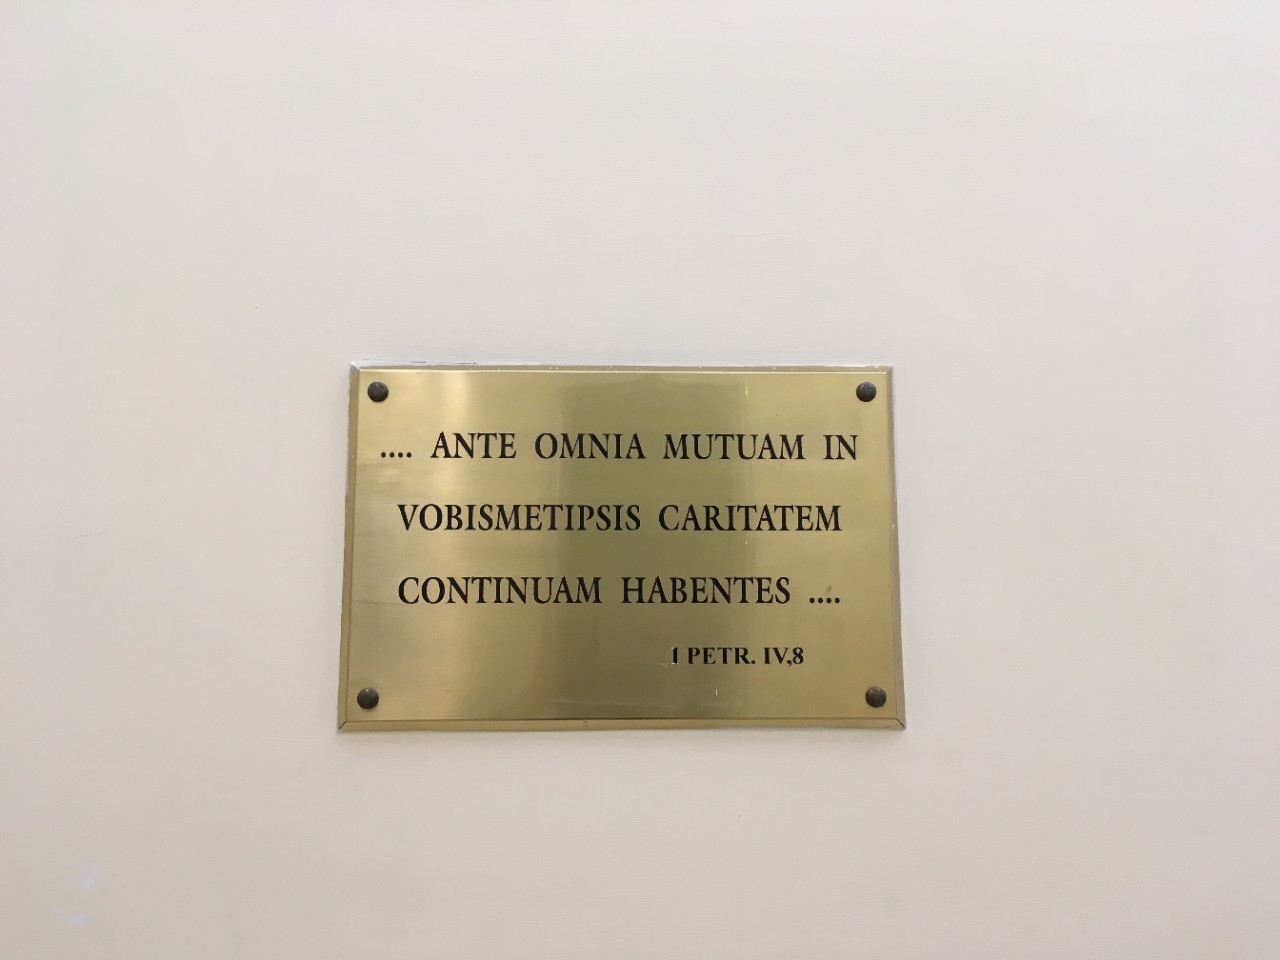 .... ANTE OMNIA MUTUAM IN
VOBISMETIPSIS CARITATEM
CONTINUAM HABENTES ....
1 PETR. IV,8